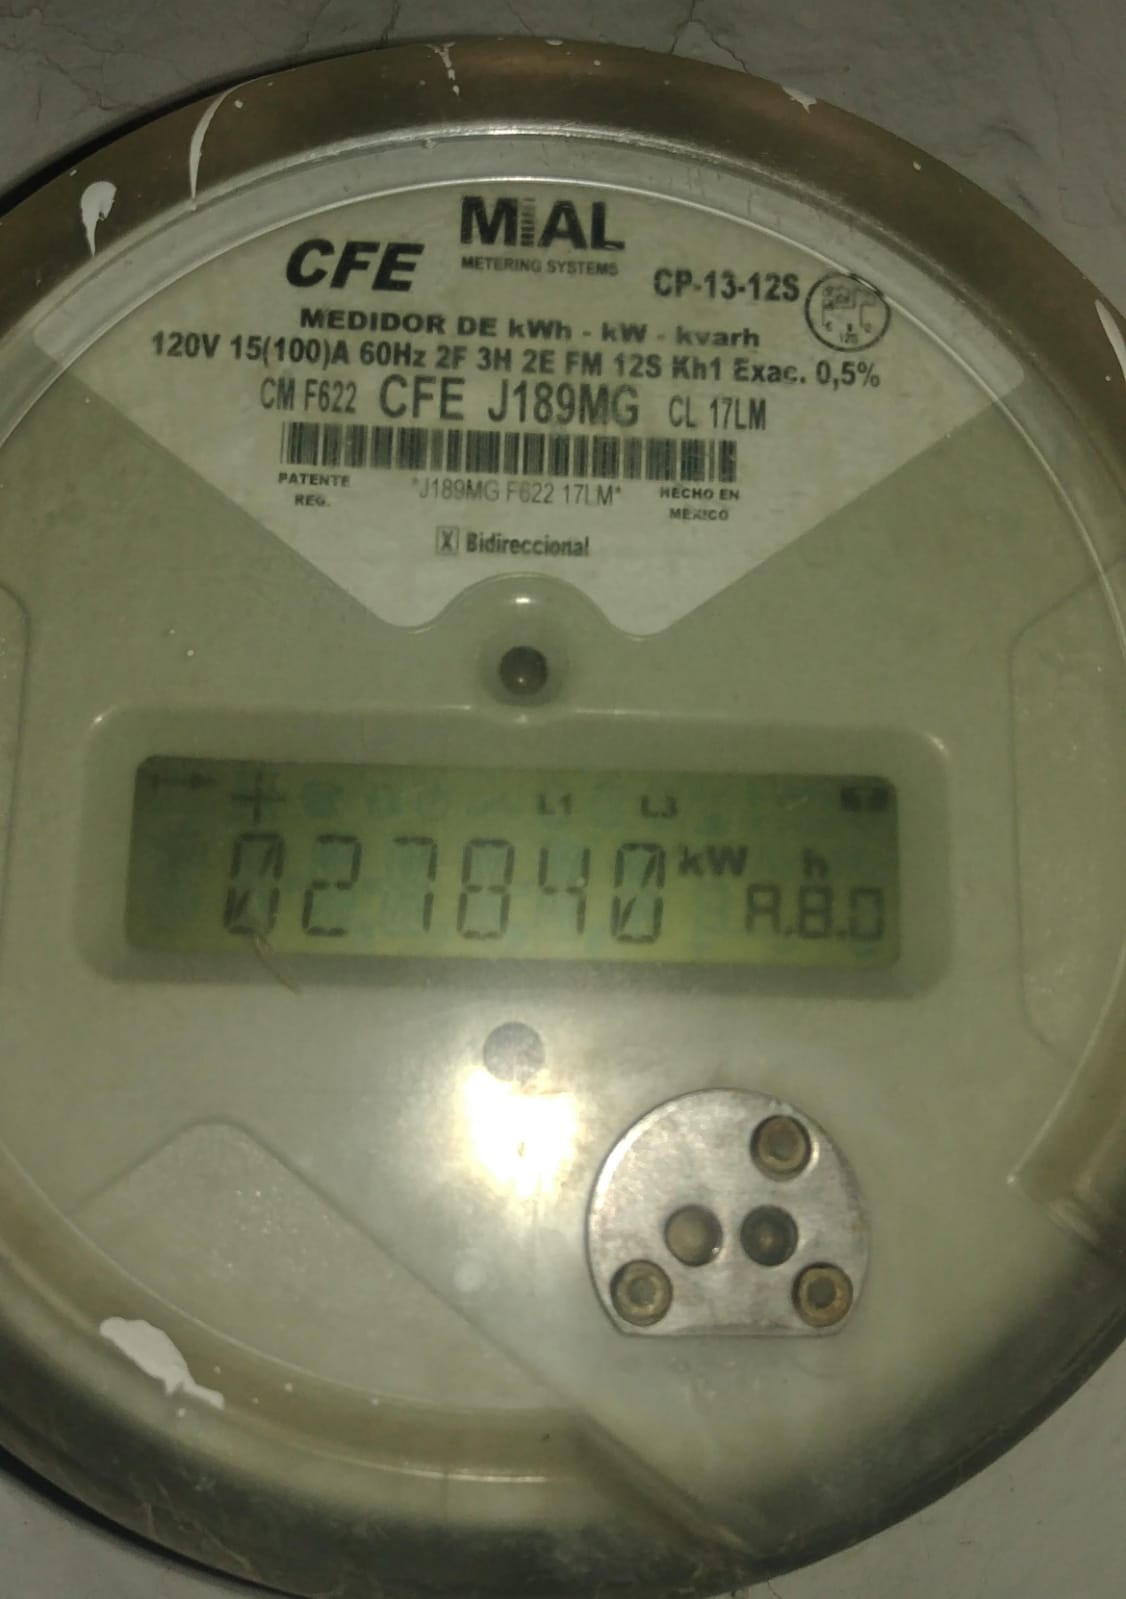 MIAL
METERING SYSTEMS
CFE
CP-13-12S
MEDIDOR DE kWh - kW - kvarh
120V 15(100)A 60Hz 2F 3H 2E FM 12S Kh1 Exac. 0,5%
CM F622 CFE J189MG CL 17LM
PATENTE REG.
*J189MG F622 17LM*
HECHO EN MÉXICO
X Bidireccional
L1 L3
027840 kW h
A.8.0